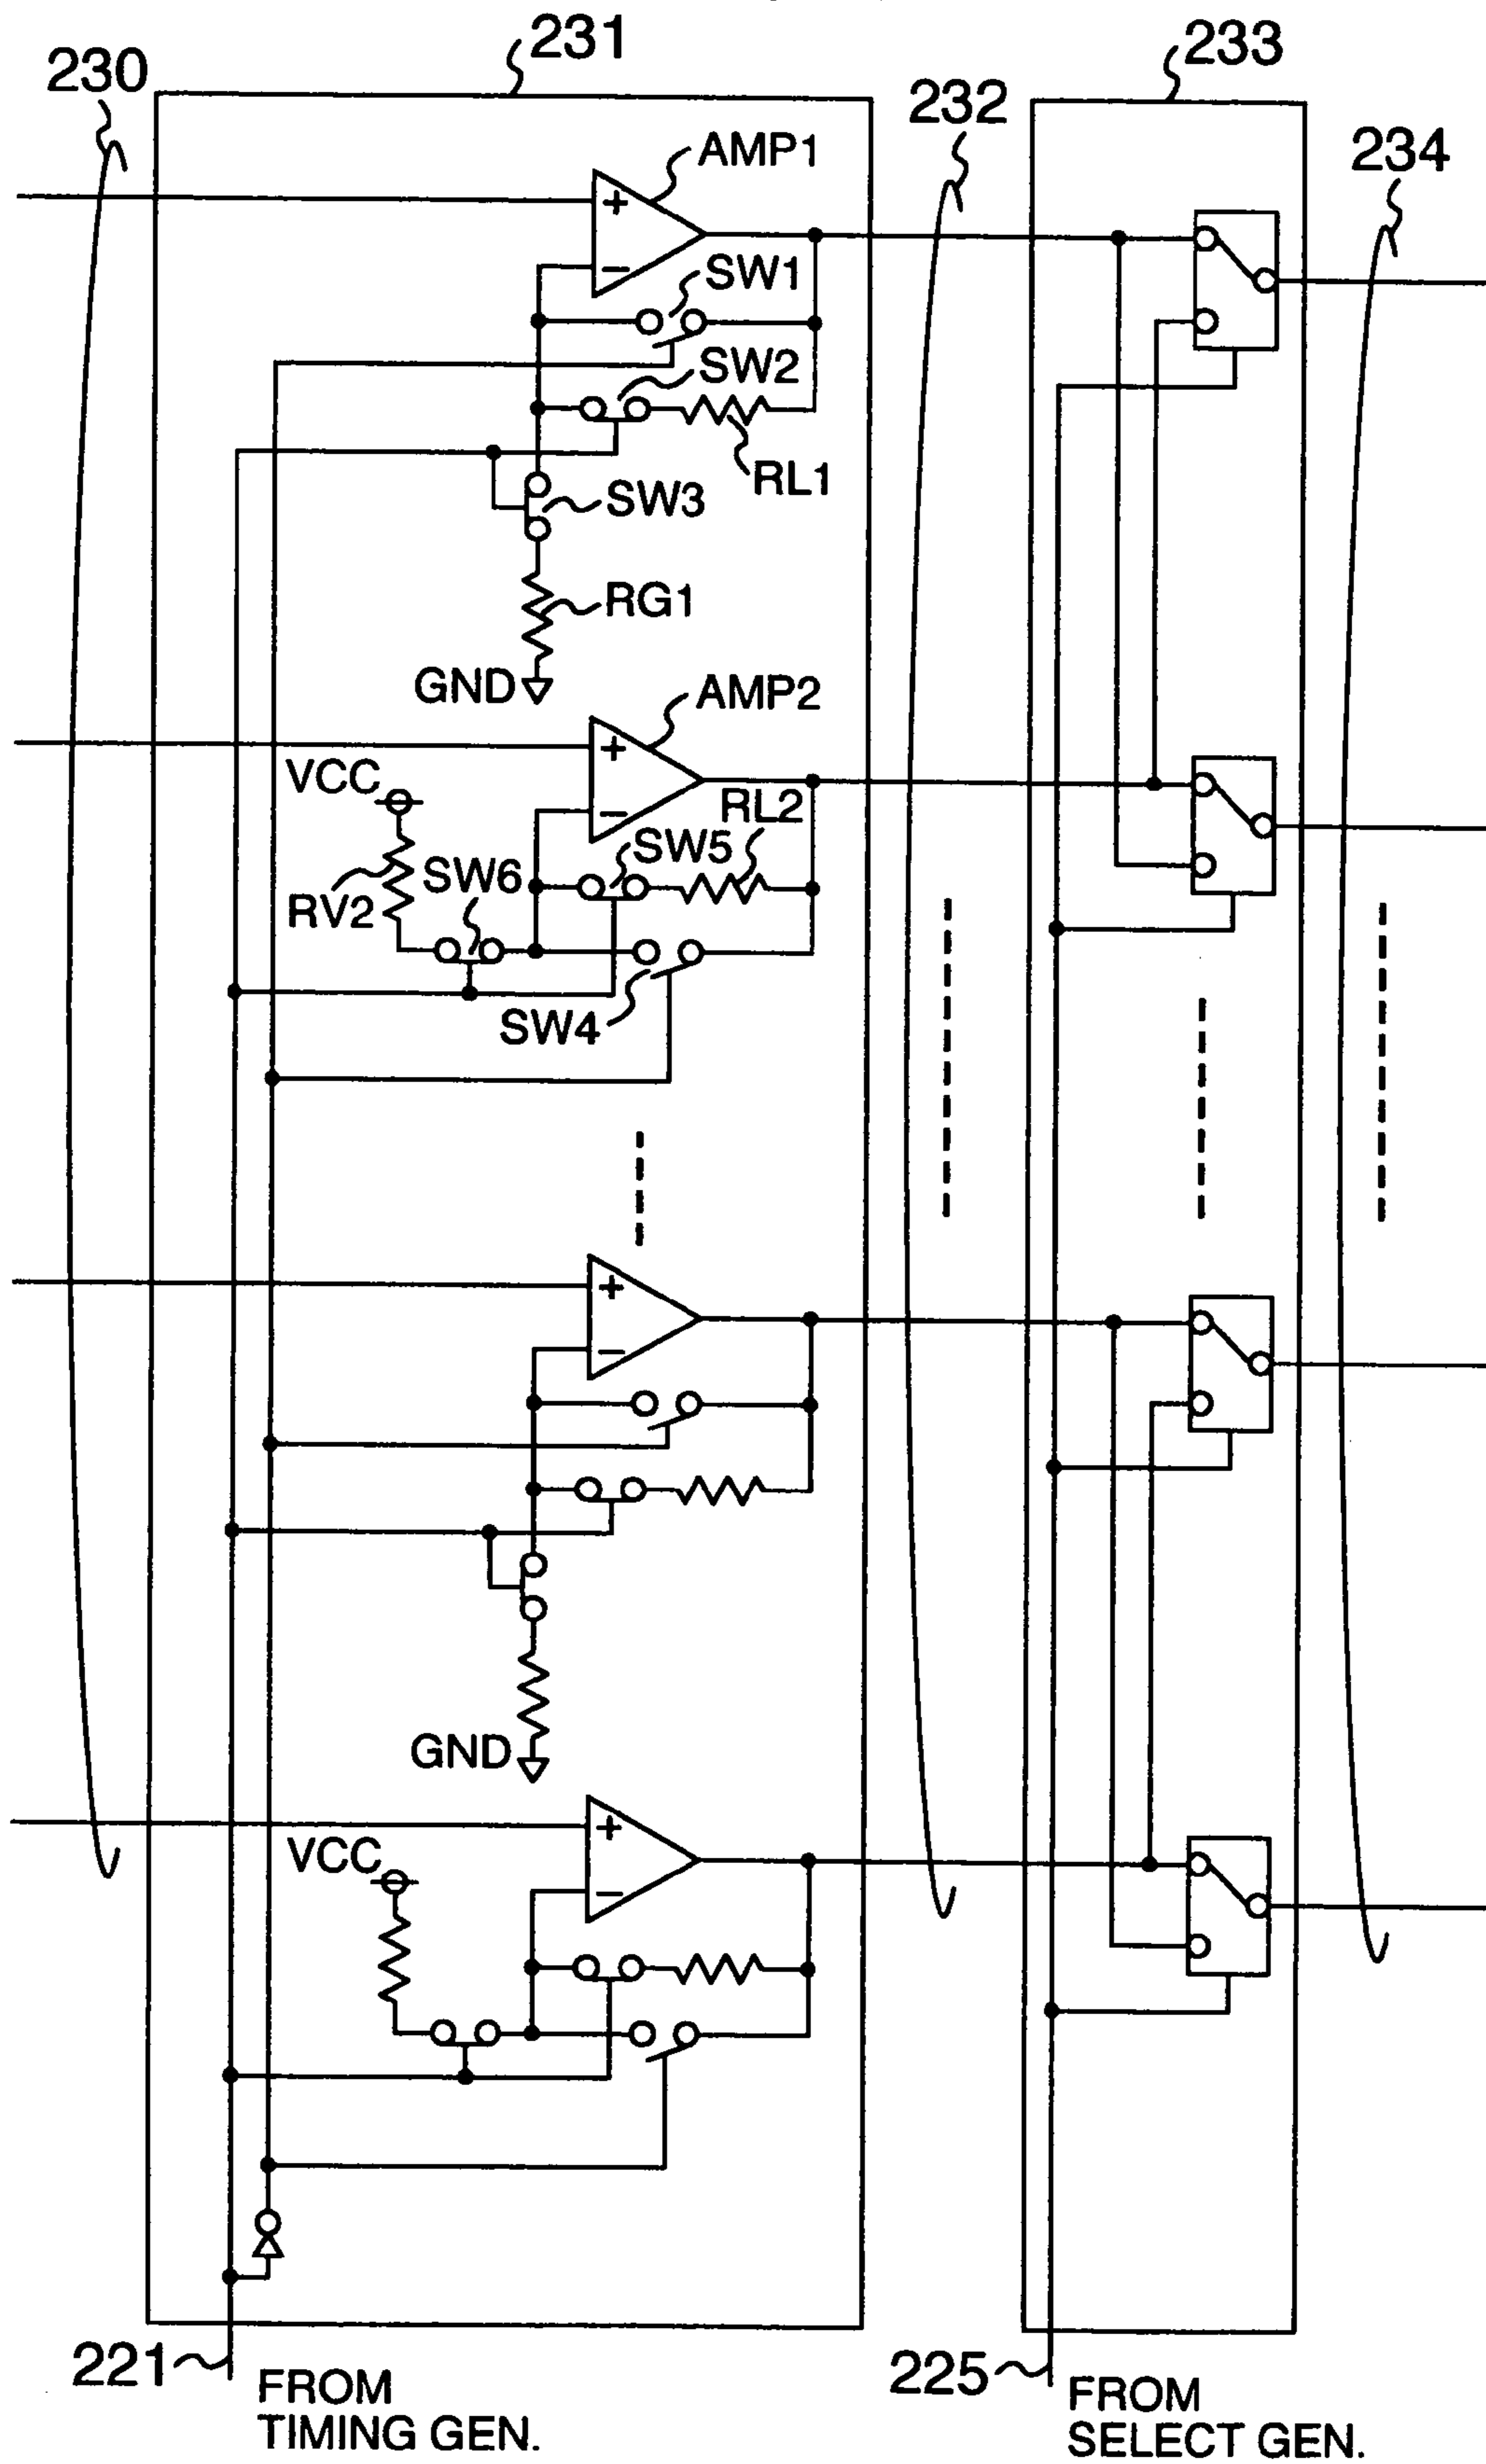 231
233
230
232
234
AMP1
+
−
SW1
SW2
RL1
SW3
RG1
GND
AMP2
+
−
VCC
RL2
SW5
SW6
RV2
SW4
+
−
GND
+
−
VCC
221
FROM
TIMING GEN.
225
FROM
SELECT GEN.